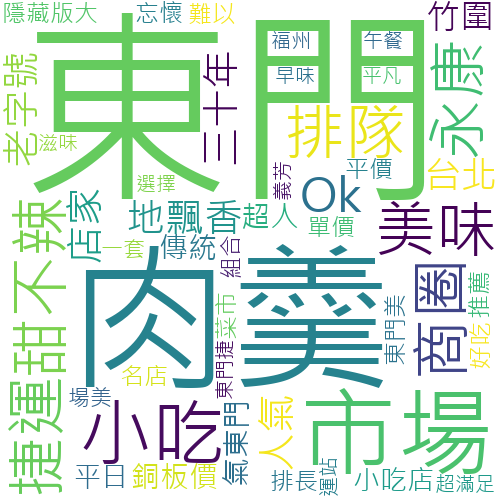 隱藏版大
忘懷
難以
竹圍
東門
福州
午餐
早味
平凡
老字號
滋味
三十年
選擇
義芳
排隊
平價
永康
台北
Ok
甜不辣
店家
地飄香
超人
單價
美味
一套
傳統
組合
肉羹
商圈
推薦
好吃
東門美
菜市
東門捷
捷運
小吃
名店
場美
氣東門
人氣
市場
平日
銅板價
排長
運站
小吃店
超滿足